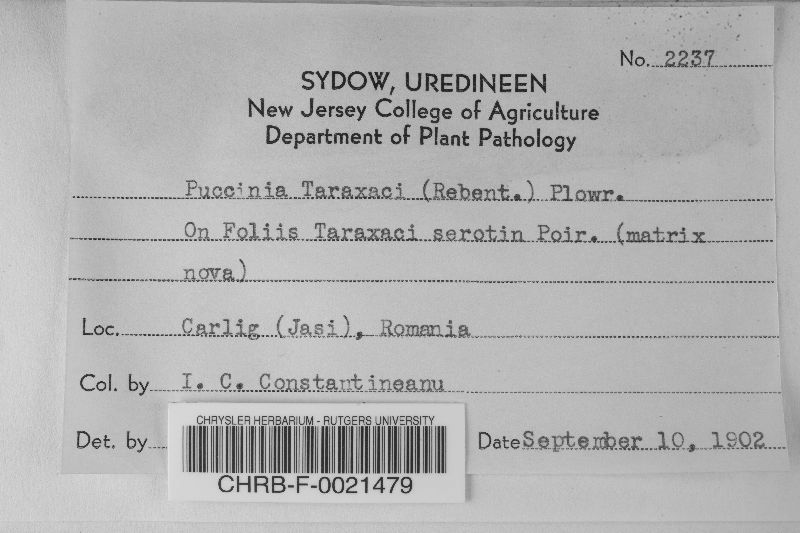 No. 2237
SYDOW, UREDINEEN
New Jersey College of Agriculture
Department of Plant Pathology
Puccinia Taraxaci (Rebent.) Plowr.
On Foliis Taraxaci serotin Poir. (matrix
nova)
Loc. Carlig (Jasi), Romania
Col. by I. C. Constantineanu
Det. by
Date September 10, 1902
CHRYSLER HERBARIUM - RUTGERS UNIVERSITY
CHRB-F-0021479